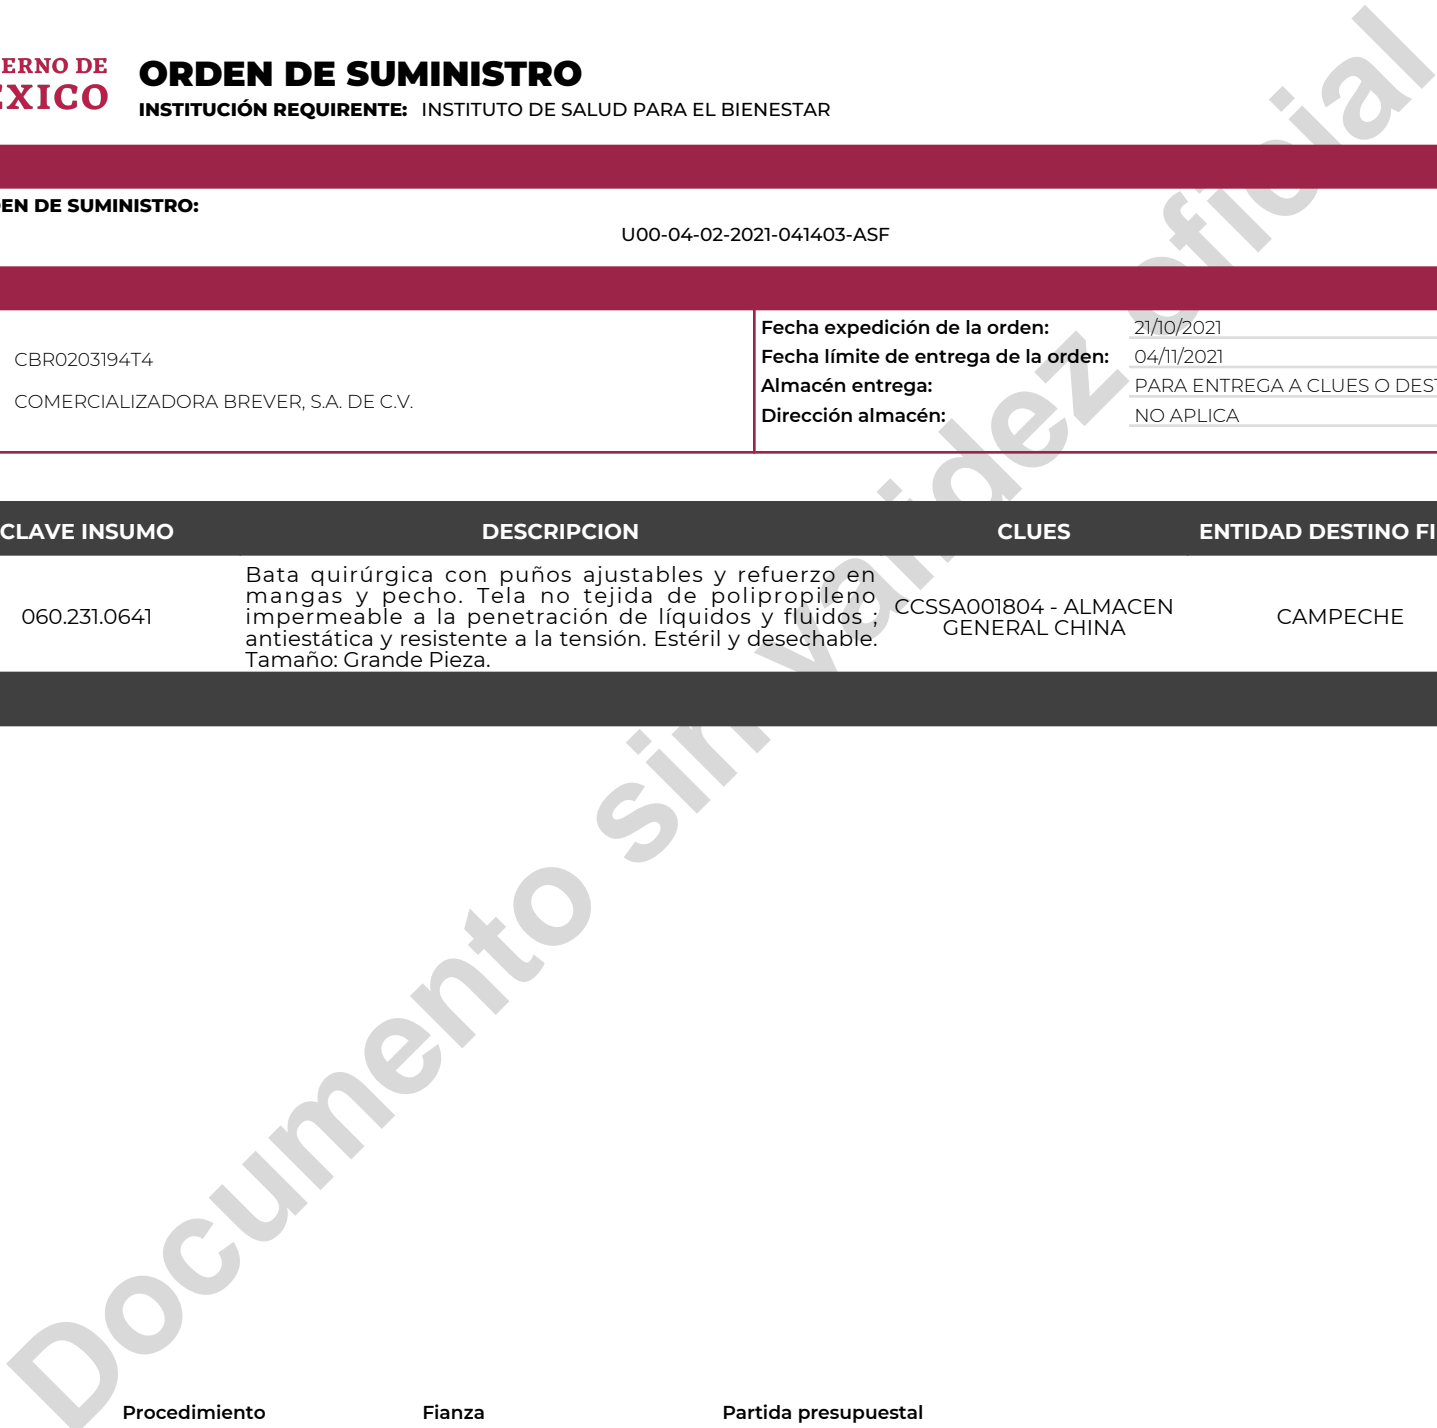 ERNO DE
EXICO
ORDEN DE SUMINISTRO
INSTITUCIÓN REQUIRENTE: INSTITUTO DE SALUD PARA EL BIENESTAR
EN DE SUMINISTRO:
U00-04-02-2021-041403-ASF
CBR0203194T4
COMERCIALIZADORA BREVER, S.A. DE C.V.
Fecha expedición de la orden: 21/10/2021
Fecha límite de entrega de la orden: 04/11/2021
Almacén entrega: PARA ENTREGA A CLUES O DEST
Dirección almacén: NO APLICA
CLAVE INSUMO DESCRIPCION CLUES ENTIDAD DESTINO FI
060.231.0641
Bata quirúrgica con puños ajustables y refuerzo en
mangas y pecho. Tela no tejida de polipropileno
impermeable a la penetración de líquidos y fluidos ;
antiestática y resistente a la tensión. Estéril y desechable.
Tamaño: Grande Pieza.
CCSSA001804 - ALMACEN
GENERAL CHINA
CAMPECHE
Documento sin validez oficial
Procedimiento Fianza Partida presupuestal